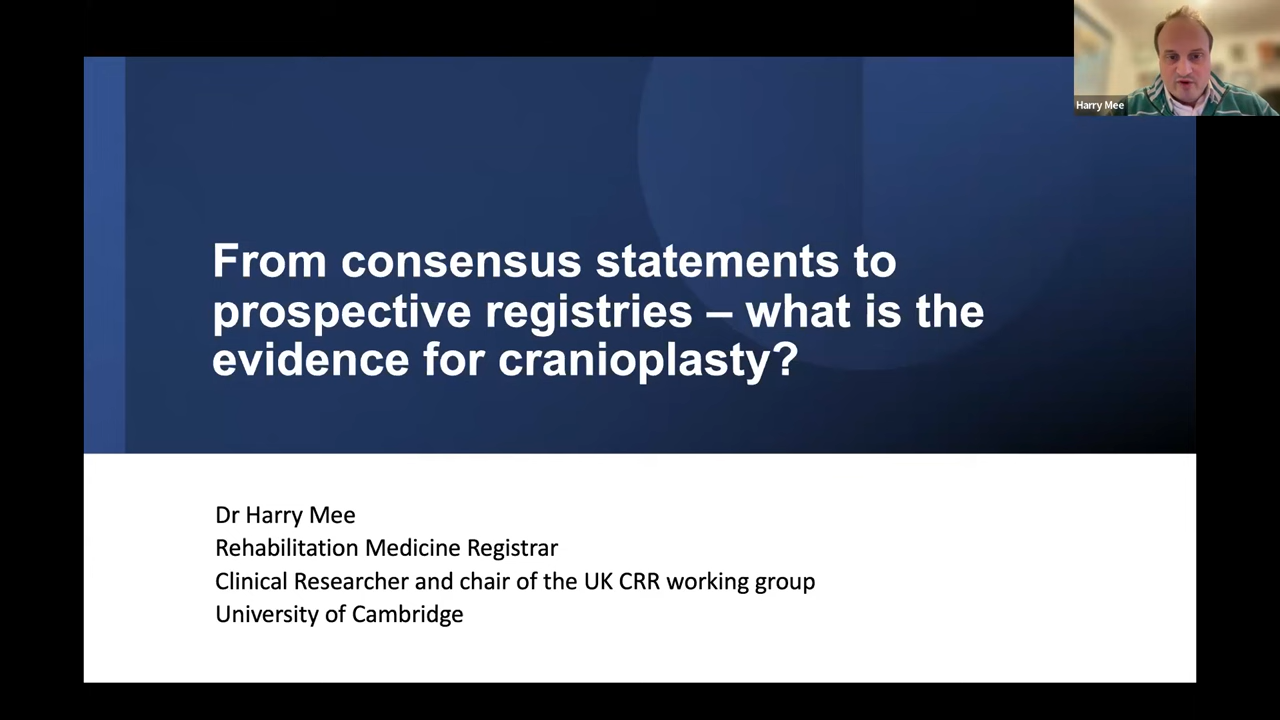 Harry Mee
From consensus statements to
prospective registries – what is the
evidence for cranioplasty?
Dr Harry Mee
Rehabilitation Medicine Registrar
Clinical Researcher and chair of the UK CRR working group
University of Cambridge